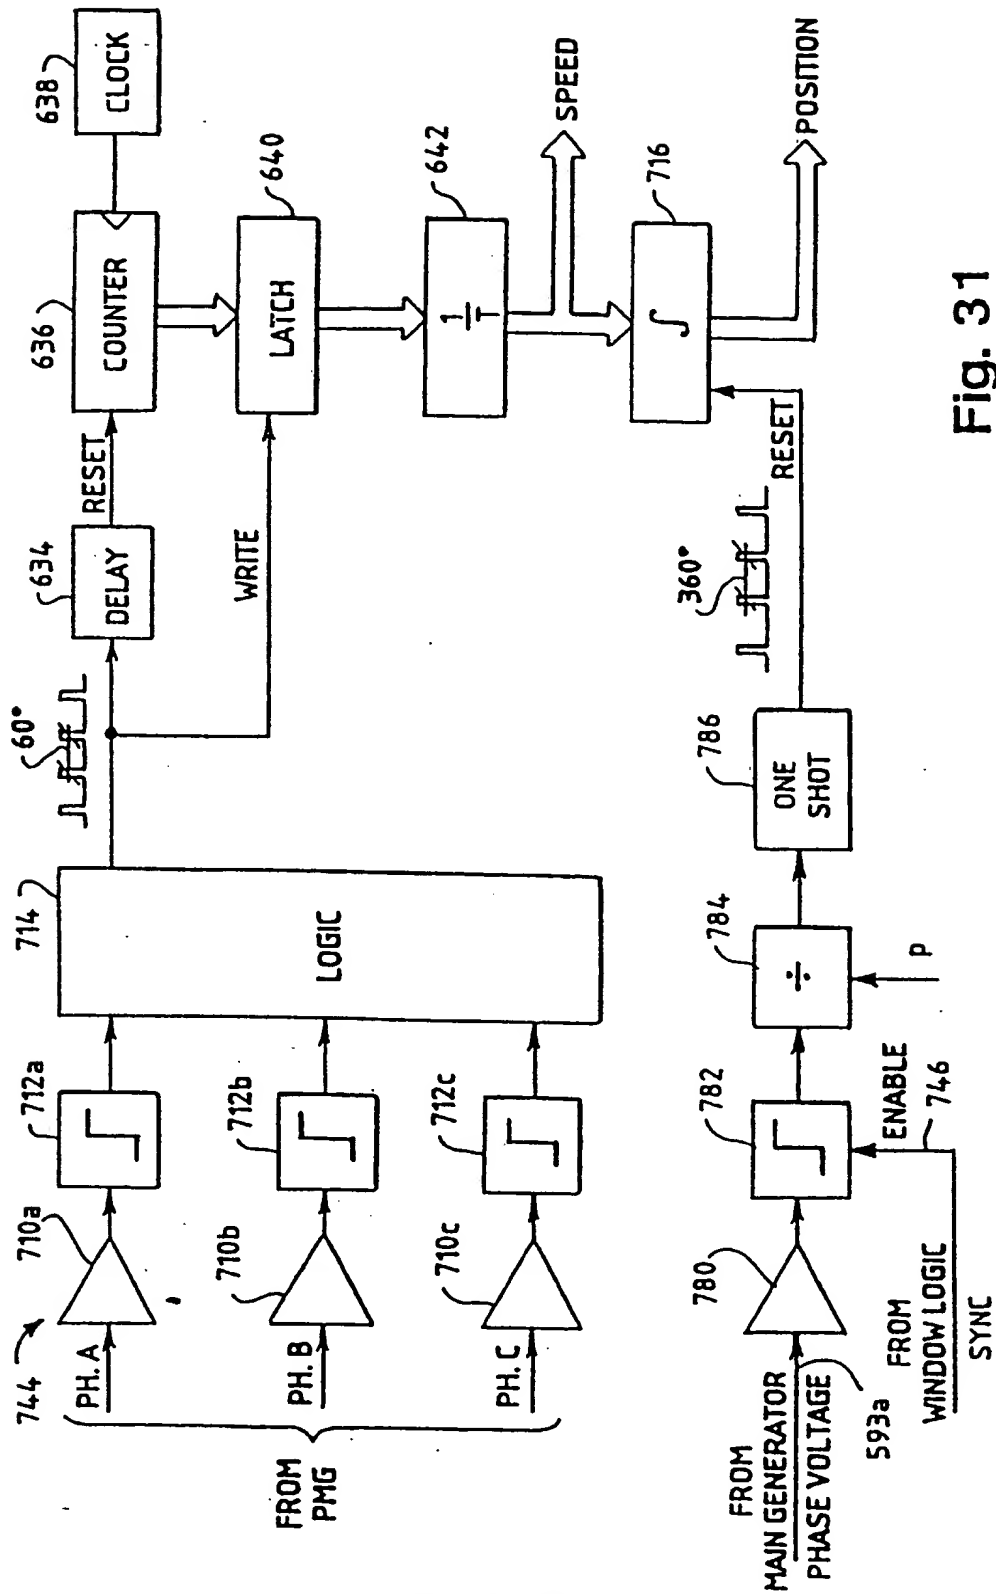 744
PH. A
PH. B
PH. C
FROM
PMG
710a
710b
710c
712a
712b
712c
714
LOGIC
60°
634
DELAY
RESET
WRITE
636
COUNTER
638
CLOCK
640
LATCH
642
1
T
SPEED
716
∫
POSITION
FROM
MAIN GENERATOR
PHASE VOLTAGE
593a
780
782
ENABLE
746
FROM
WINDOW LOGIC
SYNC
784
÷
P
786
ONE
SHOT
360°
RESET
Fig. 31